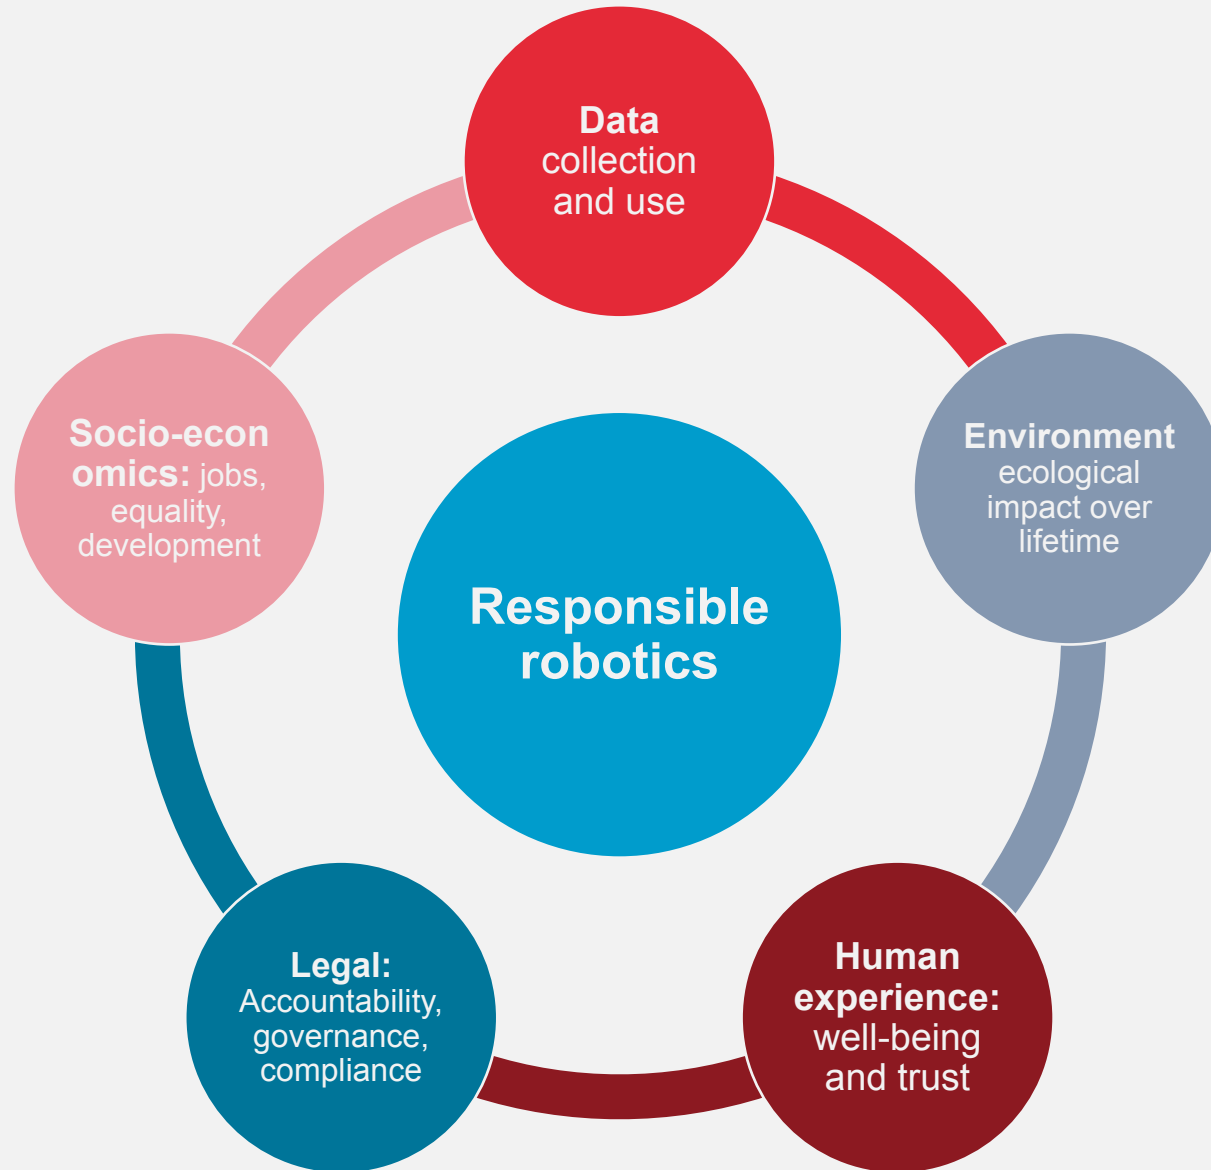 Data
collection
and use
Environment
ecological
impact over
lifetime
Human
experience:
well-being
and trust
Legal:
Accountability,
governance,
compliance
Socio-econ
omics: jobs,
equality,
development
Responsible
robotics